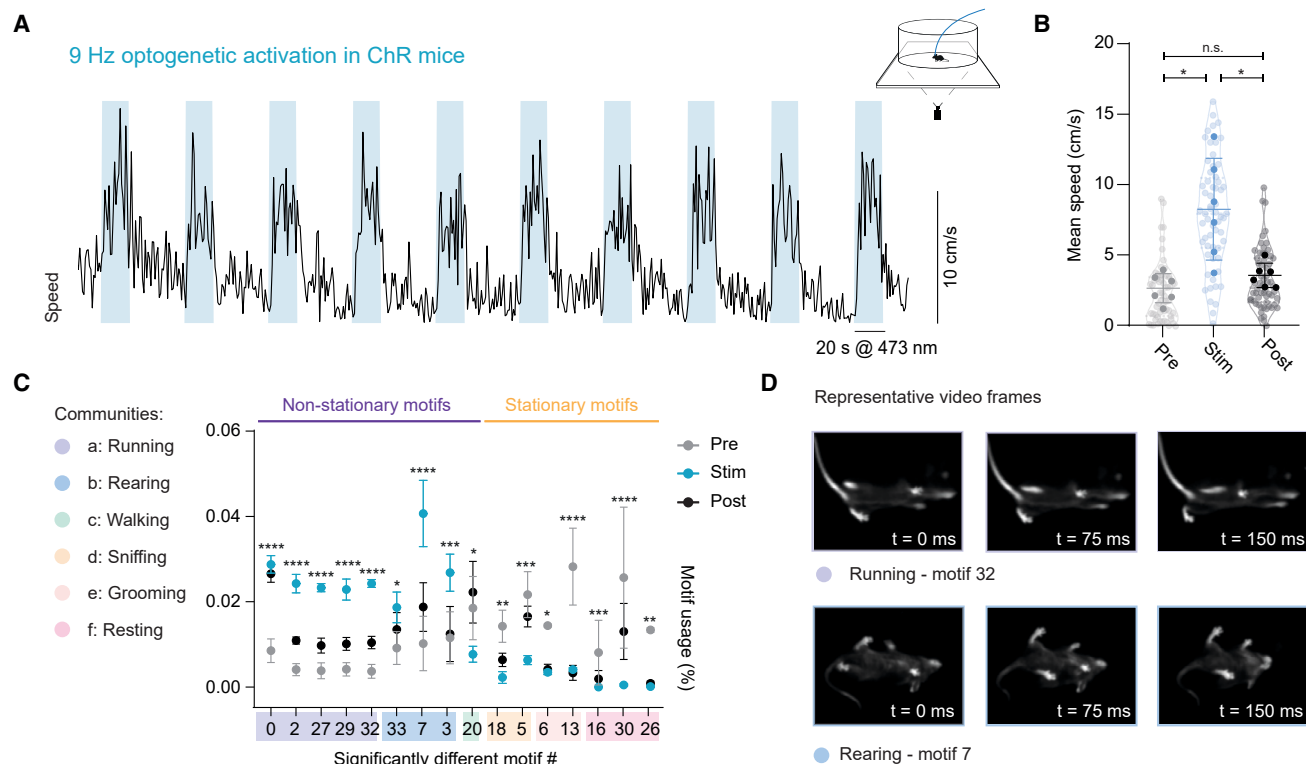 A
9 Hz optogenetic activation in ChR mice
Speed
10 cm/s
20 s @ 473 nm
B
Mean speed (cm/s)
20
15
10
5
0
n.s.
*
*
Pre
Stim
Post
C
Communities:
a: Running
b: Rearing
c: Walking
d: Sniffing
e: Grooming
f: Resting
Non-stationary motifs
Stationary motifs
0.06
0.04
0.02
0.00
****
****
****
****
****
*
****
***
*
**
***
*
****
***
****
**
Pre
Stim
Post
Motif usage (%)
0 2 27 29 32 33 7 3 20 18 5 6 13 16 30 26
Significantly different motif #
D
Representative video frames
t = 0 ms
t = 75 ms
t = 150 ms
Running - motif 32
t = 0 ms
t = 75 ms
t = 150 ms
Rearing - motif 7